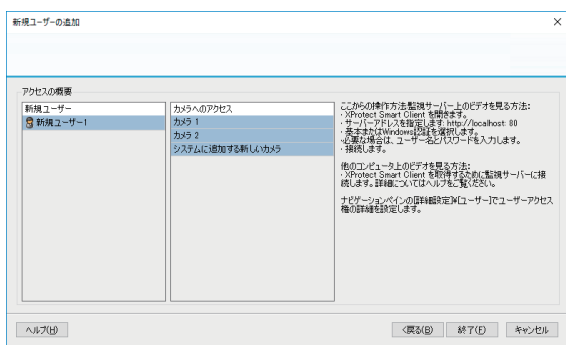 新規ユーザーの追加
アクセスの概要
新規ユーザー
新規ユーザー1
カメラへのアクセス
カメラ 1
カメラ 2
システムに追加する新しいカメラ
ここからの操作方法:監視サーバー上のビデオを見る方法:
· XProtect Smart Client を開きます。
· サーバーアドレスを指定します: http://localhost: 80
· 基本またはWindows認証を選択します。
·必要な場合は、ユーザー名とパスワードを入力します。
· 接続します。
他のコンピュータ上のビデオを見る方法:
· XProtect Smart Client を取得するために監視サーバーに接
続します。詳細についてはヘルプをご覧ください。
ナビゲーションペインの[詳細設定]¥[ユーザー]でユーザーアクセス
権の詳細を設定します。
ヘルプ(H)
<戻る(B)
終了(F)
キャンセル